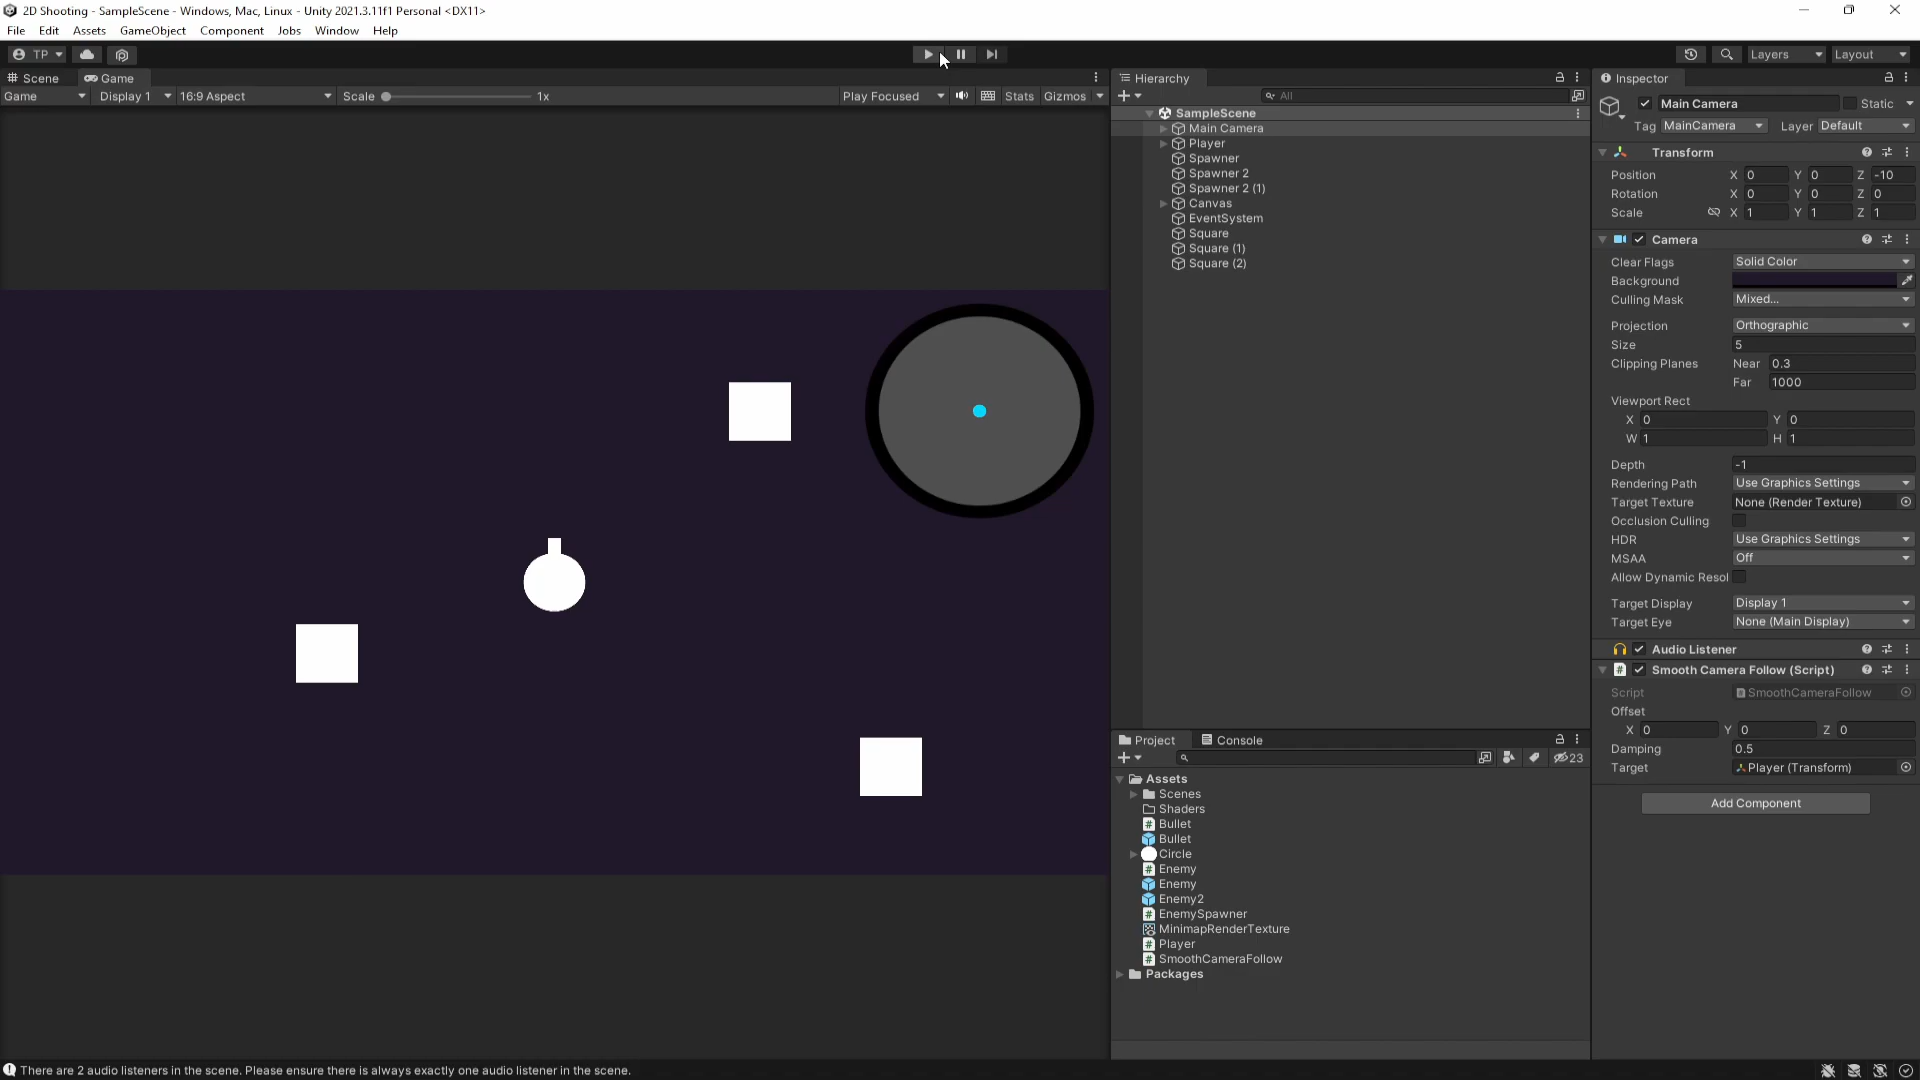 2D Shooting - SampleScene - Windows, Mac, Linux - Unity 2021.3.11f1 Personal <DX11>
File Edit Assets GameObject Component Jobs Window Help
TP Layers Layout
Scene Game
Game Display 1 16:9 Aspect Scale 1x Play Focused Stats Gizmos
Hierarchy
All
SampleScene
Main Camera
Player
Spawner
Spawner 2
Spawner 2 (1)
Canvas
EventSystem
Square
Square (1)
Square (2)
Project Console
23
Assets
Scenes
Shaders
Bullet
Bullet
Circle
Enemy
Enemy
Enemy2
EnemySpawner
MinimapRenderTexture
Player
SmoothCameraFollow
Packages
Inspector
Main Camera Static
Tag MainCamera Layer Default
Transform
Position X 0 Y 0 Z -10
Rotation X 0 Y 0 Z 0
Scale X 1 Y 1 Z 1
Camera
Clear Flags Solid Color
Background
Culling Mask Mixed...
Projection Orthographic
Size 5
Clipping Planes Near 0.3
Far 1000
Viewport Rect
X 0 Y 0
W 1 H 1
Depth -1
Rendering Path Use Graphics Settings
Target Texture None (Render Texture)
Occlusion Culling
HDR Use Graphics Settings
MSAA Off
Allow Dynamic Resol
Target Display Display 1
Target Eye None (Main Display)
Audio Listener
# Smooth Camera Follow (Script)
Script SmoothCameraFollow
Offset
X 0 Y 0 Z 0
Damping 0.5
Target Player (Transform)
Add Component
There are 2 audio listeners in the scene. Please ensure there is always exactly one audio listener in the scene.